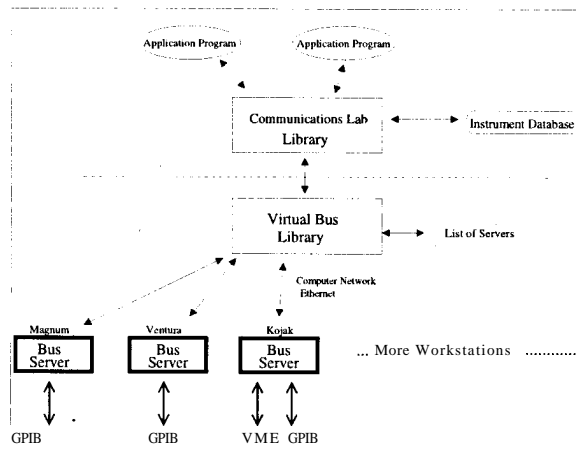 Application Program
Application Program
Communications Lab
Library
Instrument Database
Virtual Bus
Library
List of Servers
Computer Network
Ethernet
Magnum
Ventura
Kojak
Bus
Server
Bus
Server
Bus
Server
... More Workstations ............
GPIB
GPIB
VME GPIB